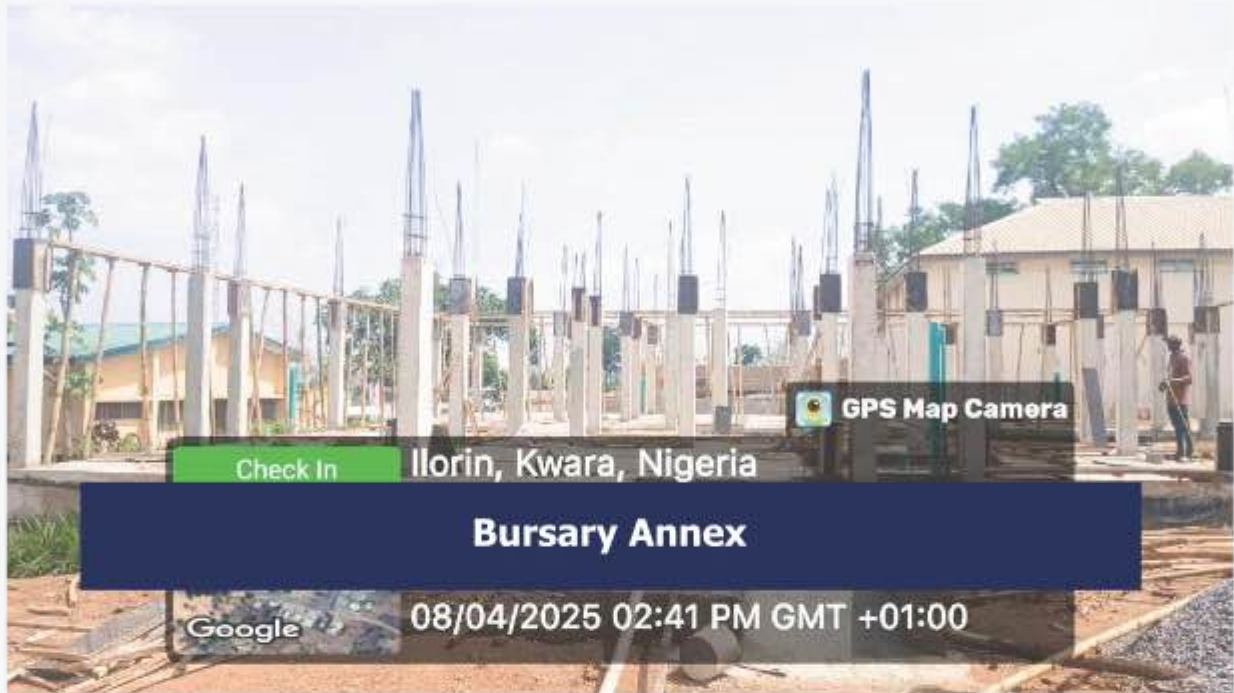 GPS Map Camera
Check In
Ilorin, Kwara, Nigeria
Bursary Annex
Google
08/04/2025 02:41 PM GMT +01:00